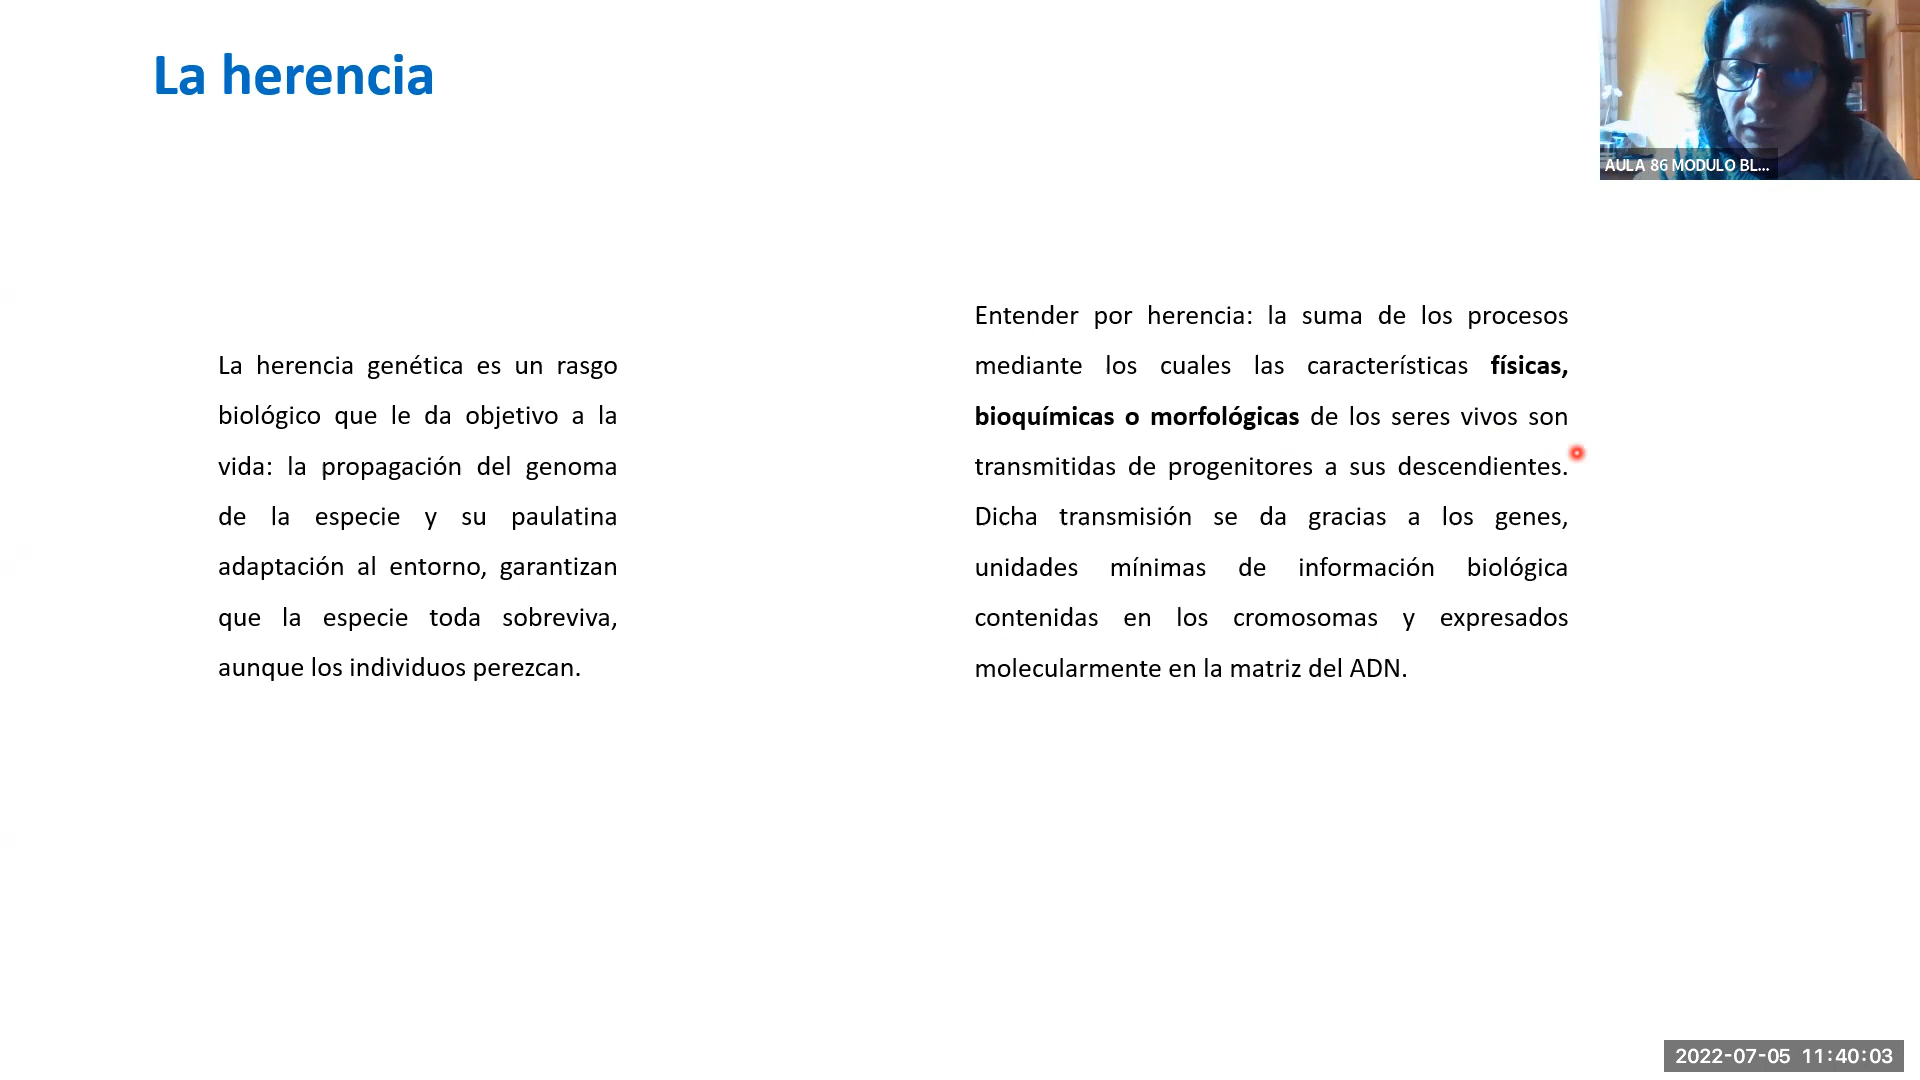 La herencia
AULA 86 MODULO BL...
La herencia genética es un rasgo
biológico que le da objetivo a la
vida: la propagación del genoma
de la especie y su paulatina
adaptación al entorno, garantizan
que la especie toda sobreviva,
aunque los individuos perezcan.
Entender por herencia: la suma de los procesos
mediante los cuales las características físicas,
bioquímicas o morfológicas de los seres vivos son
transmitidas de progenitores a sus descendientes.
Dicha transmisión se da gracias a los genes,
unidades mínimas de información biológica
contenidas en los cromosomas y expresados
molecularmente en la matriz del ADN.
2022-07-05 11:40:03